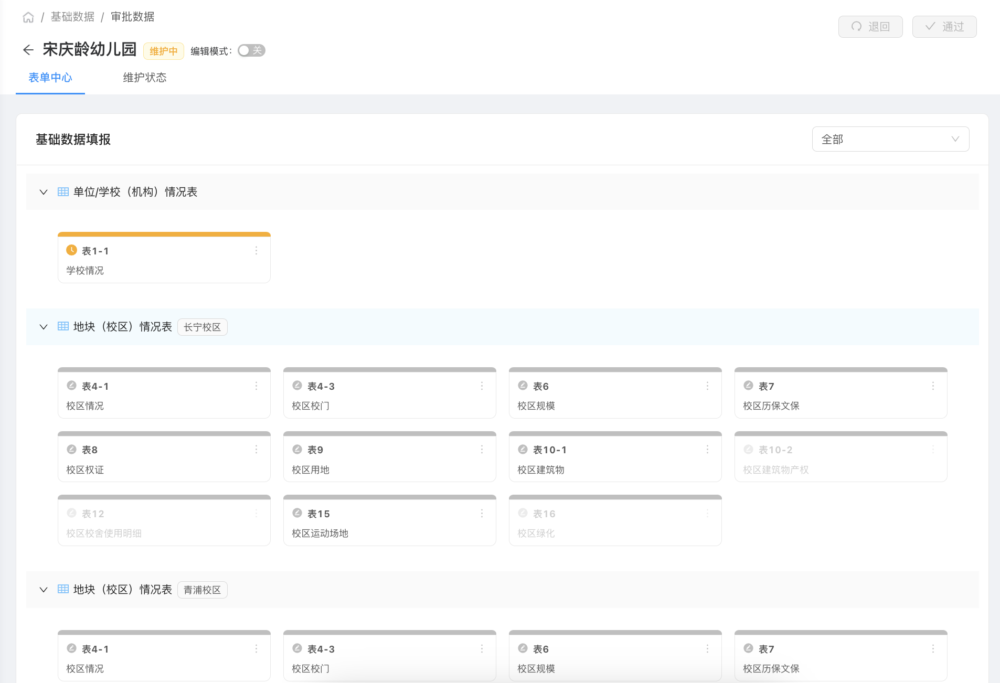 / 基础数据 / 审批数据
退回
通过
宋庆龄幼儿园
维护中
编辑模式: 关
表单中心
维护状态
基础数据填报
全部
单位/学校（机构）情况表
表1-1
学校情况
地块（校区）情况表 长宁校区
表4-1
校区情况
表4-3
校区校门
表6
校区规模
表7
校区历保文保
表8
校区权证
表9
校区用地
表10-1
校区建筑物
表10-2
校区建筑物产权
表12
校区校舍使用明细
表15
校区运动场地
表16
校区绿化
地块（校区）情况表 青浦校区
表4-1
校区情况
表4-3
校区校门
表6
校区规模
表7
校区历保文保